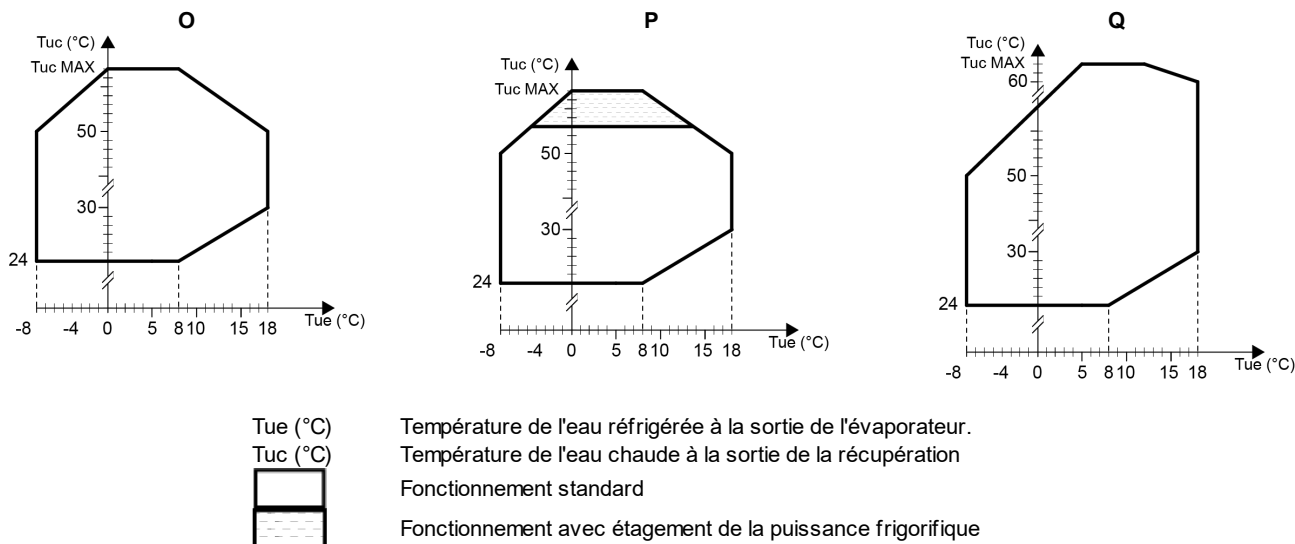 O
Tuc (°C)
Tuc MAX
50
30
24
-8 -4 0 5 8 10 15 18
Tue (°C)
P
Tuc (°C)
Tuc MAX
50
30
24
-8 -4 0 5 8 10 15 18
Tue (°C)
Q
Tuc (°C)
Tuc MAX
60
50
30
24
-8 -4 0 5 8 10 15 18
Tue (°C)
Tue (°C) Température de l'eau réfrigérée à la sortie de l'évaporateur.
Tuc (°C) Température de l'eau chaude à la sortie de la récupération
Fonctionnement standard
Fonctionnement avec étagement de la puissance frigorifique